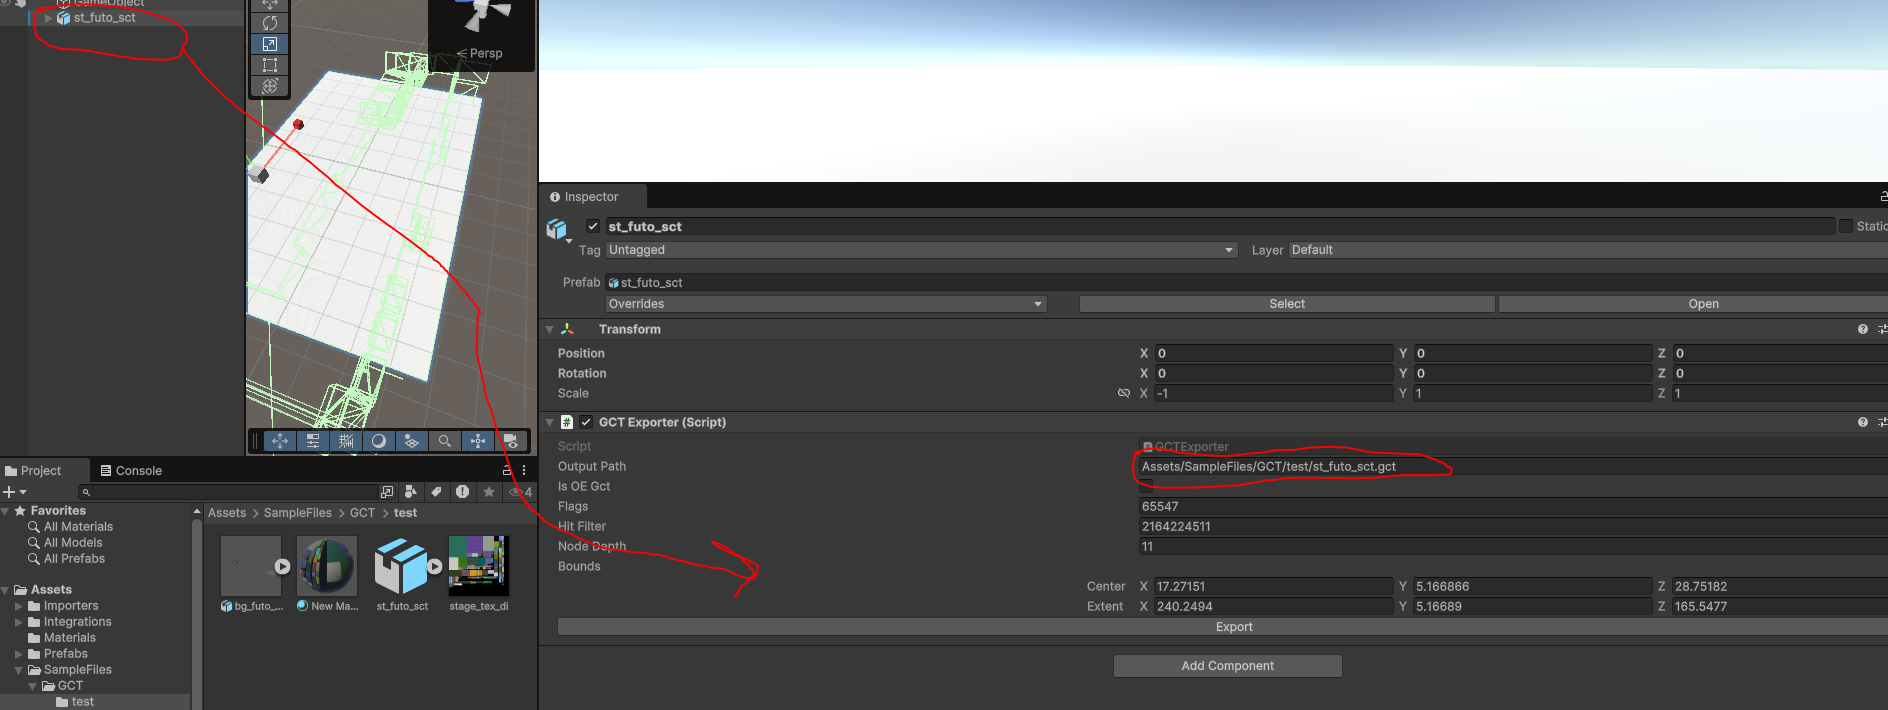 GameObject
st_futo_sct
Persp
Inspector
st_futo_sct
Static
Tag
Untagged
Layer
Default
Prefab
st_futo_sct
Overrides
Select
Open
Transform
Position
X 0
Y 0
Z 0
Rotation
X 0
Y 0
Z 0
Scale
X -1
Y 1
Z 1
# GCT Exporter (Script)
Script
GCTExporter
Output Path
Assets/SampleFiles/GCT/test/st_futo_sct.gct
Is OE Gct
Flags
65547
Hit Filter
2164224511
Node Depth
11
Bounds
Center
X 17.27151
Y 5.166866
Z 28.75182
Extent
X 240.2494
Y 5.16689
Z 165.5477
Export
Add Component
Project
Console
4
Favorites
All Materials
All Models
All Prefabs
Assets
Importers
Integrations
Materials
Prefabs
SampleFiles
GCT
test
Assets > SampleFiles > GCT > test
bg_futo_...
New Ma...
st_futo_sct
stage_tex_dl